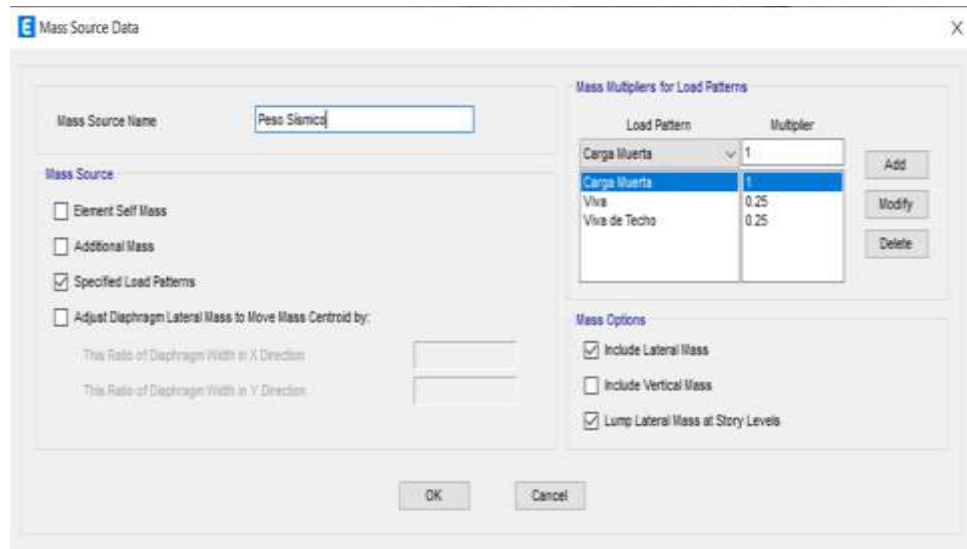 E Mass Source Data X
Mass Source Name Peso Sísmico
Mass Source
Element Self Mass
Additional Mass
Specified Load Patterns
Adjust Diaphragm Lateral Mass to Move Mass Centroid by:
This Ratio of Diaphragm Width in X Direction
This Ratio of Diaphragm Width in Y Direction
Mass Multipliers for Load Patterns
Load Pattern Multiplier
Carga Muerta 1
Carga Muerta 1
Viva 0.25
Viva de Techo 0.25
Add
Modify
Delete
Mass Options
Include Lateral Mass
Include Vertical Mass
Lump Lateral Mass at Story Levels
OK Cancel